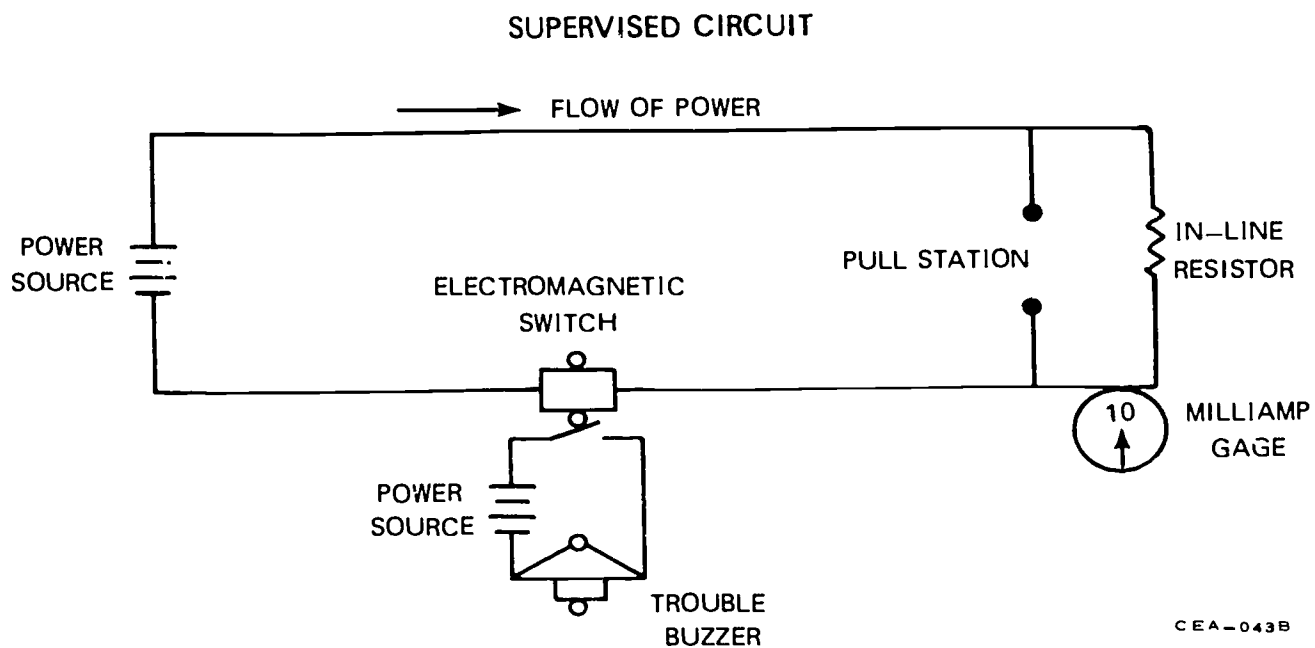 SUPERVISED CIRCUIT
FLOW OF POWER
POWER
SOURCE
ELECTROMAGNETIC
SWITCH
PULL STATION
IN-LINE
RESISTOR
10
MILLIAMP
GAGE
POWER
SOURCE
TROUBLE
BUZZER
CEA-043B